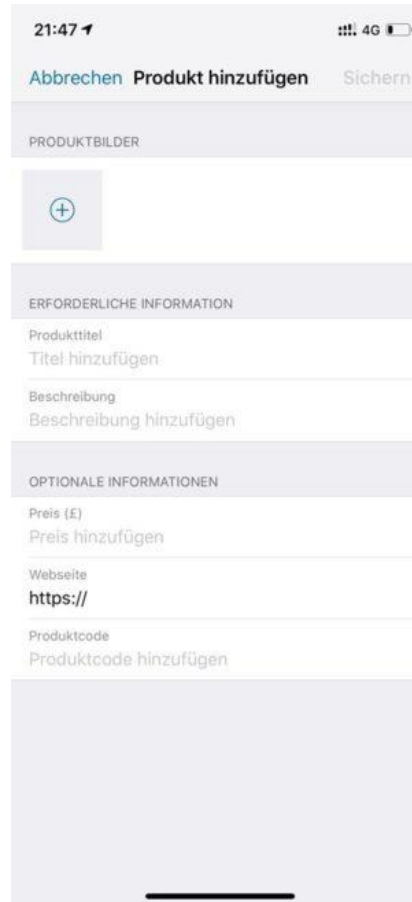 21:47
4G
Abbrechen Produkt hinzufügen Sichern
PRODUKTBILDER
ERFORDERLICHE INFORMATION
Produkttitel
Titel hinzufügen
Beschreibung
Beschreibung hinzufügen
OPTIONALE INFORMATIONEN
Preis (£)
Preis hinzufügen
Webseite
https://
Produktcode
Produktcode hinzufügen